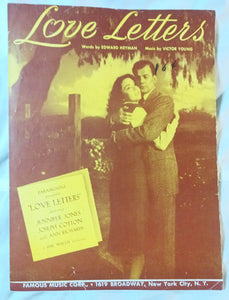 Love Letters
Words by EDWARD HEYMAN Music by VICTOR YOUNG
PARAMOUNT
"LOVE LETTERS"
JENNIFER JONES
JOSEPH COTTON
ANN RICHARDS
FAMOUS MUSIC CORP. • 1619 BROADWAY, New York City, N. Y.